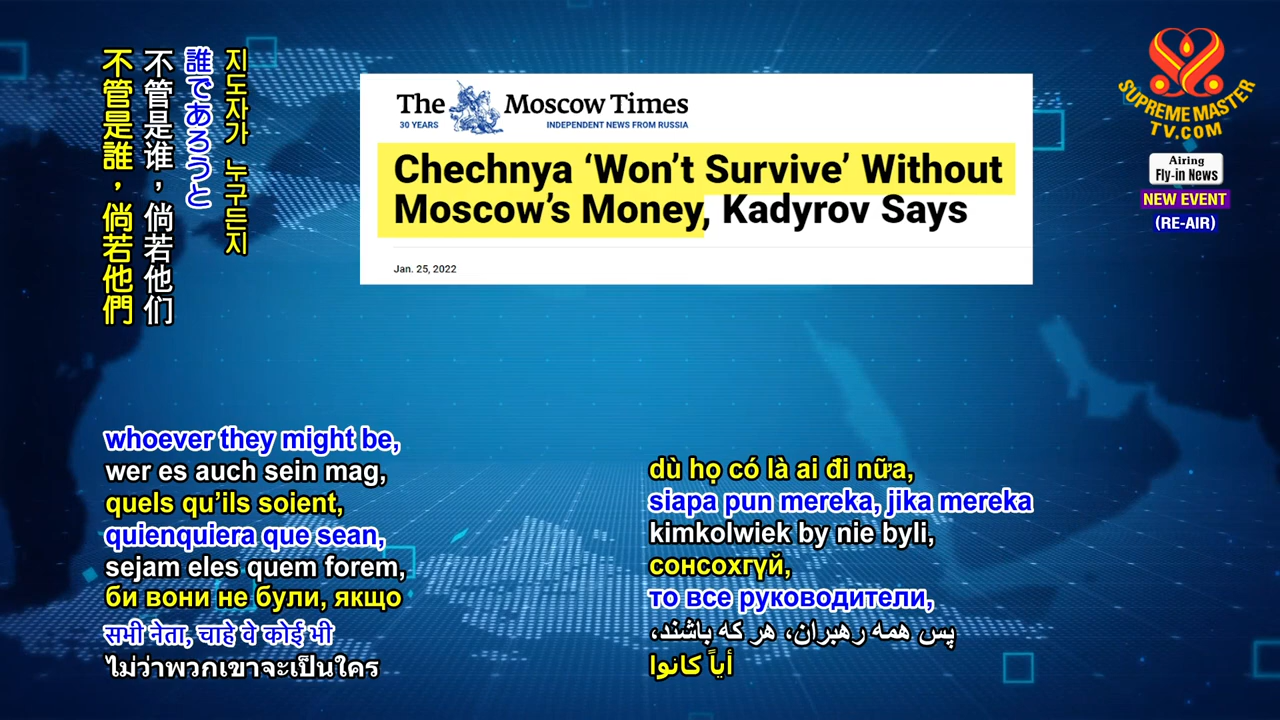 지도자가 누구든지
誰であろうと
不管是谁，倘若他们
不管是誰，倘若他們
The Moscow Times
30 YEARS INDEPENDENT NEWS FROM RUSSIA
Chechnya ‘Won’t Survive’ Without
Moscow’s Money, Kadyrov Says
Jan. 25, 2022
SUPREME MASTER
TV.COM
Airing
Fly-in News
NEW EVENT
(RE-AIR)
whoever they might be,
wer es auch sein mag,
quels qu’ils soient,
quienquiera que sean,
sejam eles quem forem,
би вони не були, якщо
सभी नेता, चाहे वे कोई भी
ไม่ว่าพวกเขาจะเป็นใคร
dù họ có là ai đi nữa,
siapa pun mereka, jika mereka
kimkolwiek by nie byli,
сонсохгүй,
то все руководители,
پس همه رهبران، هر که باشند،
أياً كانوا